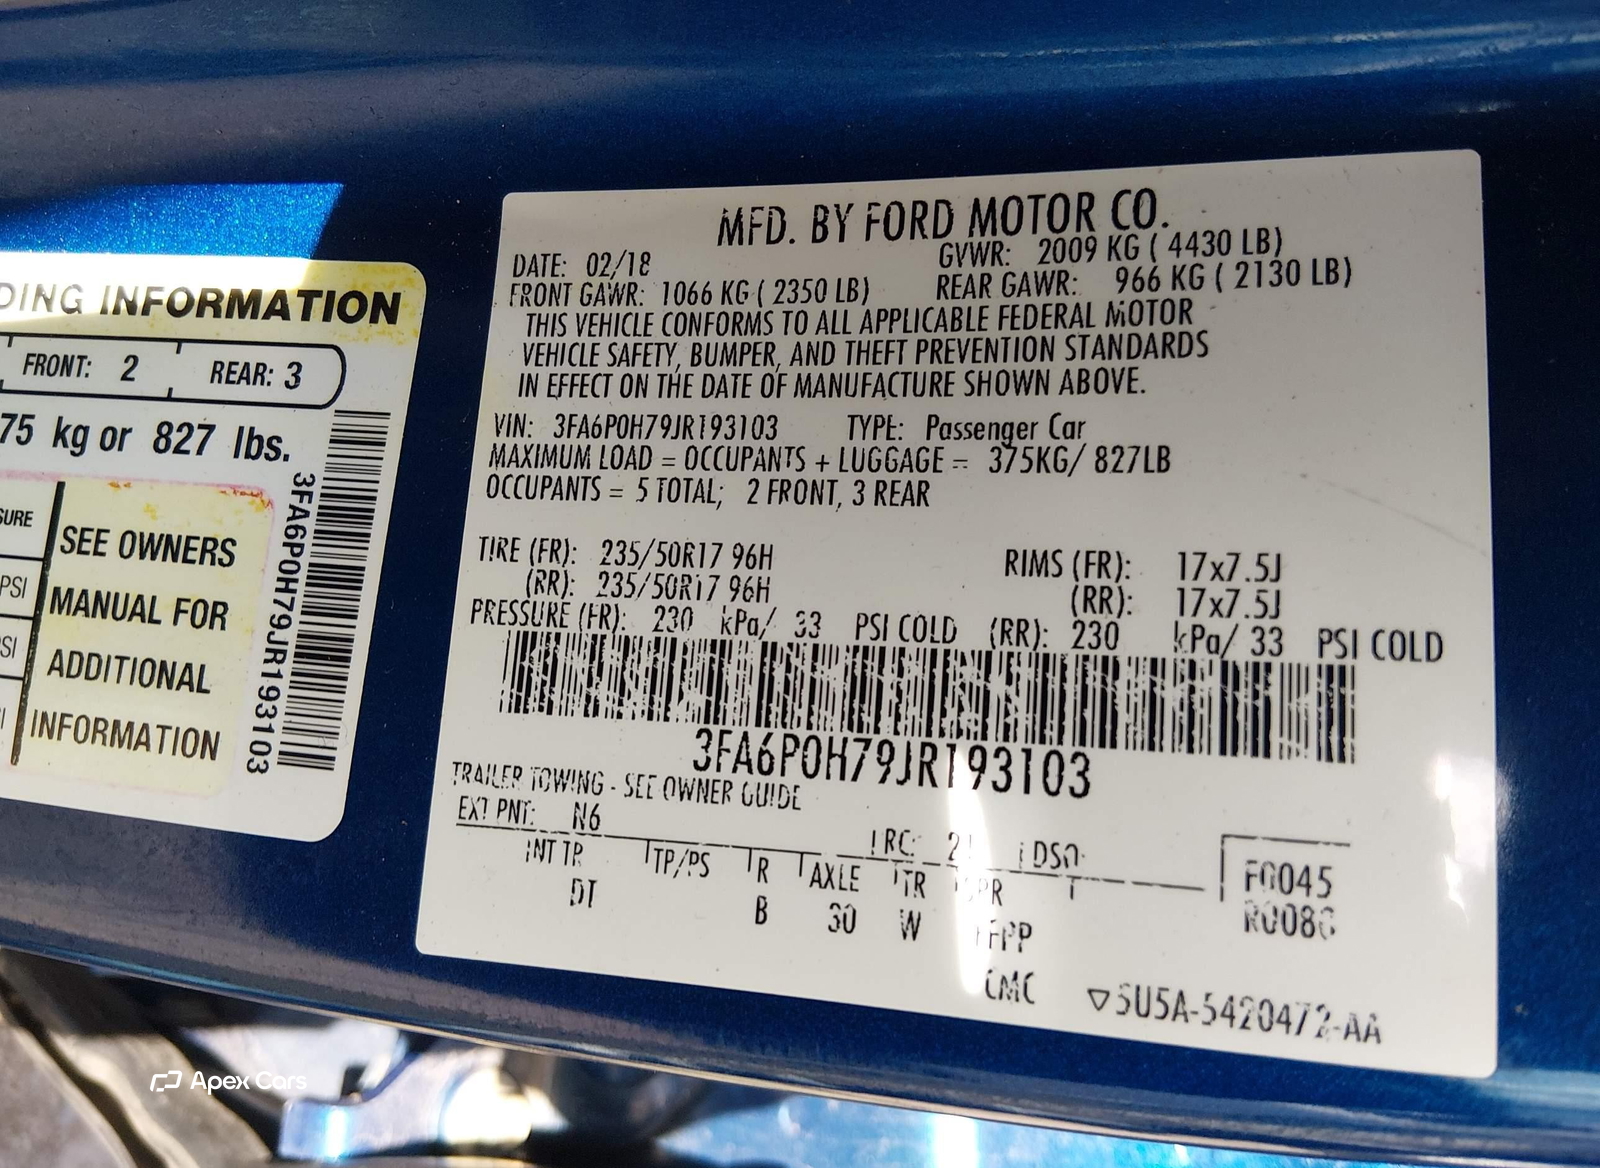 DING INFORMATION
FRONT: 2 REAR: 3
75 kg or 827 lbs.
SURE
PSI
SI
SEE OWNERS
MANUAL FOR
ADDITIONAL
INFORMATION
3FA6P0H79JR193103
MFD. BY FORD MOTOR CO.
DATE: 02/18 GVWR: 2009 KG ( 4430 LB)
FRONT GAWR: 1066 KG ( 2350 LB) REAR GAWR: 966 KG ( 2130 LB)
THIS VEHICLE CONFORMS TO ALL APPLICABLE FEDERAL MOTOR
VEHICLE SAFETY, BUMPER, AND THEFT PREVENTION STANDARDS
IN EFFECT ON THE DATE OF MANUFACTURE SHOWN ABOVE.
VIN: 3FA6P0H79JR193103 TYPE: Passenger Car
MAXIMUM LOAD = OCCUPANTS + LUGGAGE = 375KG/ 827LB
OCCUPANTS = 5 TOTAL; 2 FRONT, 3 REAR
TIRE (FR): 235/50R17 96H RIMS (FR): 17x7.5J
(RR): 235/50R17 96H (RR): 17x7.5J
PRESSURE (FR): 230 kPa/ 33 PSI COLD (RR): 230 kPa/ 33 PSI COLD
3FA6P0H79JR193103
TRAILER TOWING - SEE OWNER GUIDE
EXT PNT: N6 RC: 2 DSO:
INT TR TP/PS R AXLE TR SPR T F0045
DT B 30 W R0086
CMC 5U5A-5420472-AA
Apex Cars